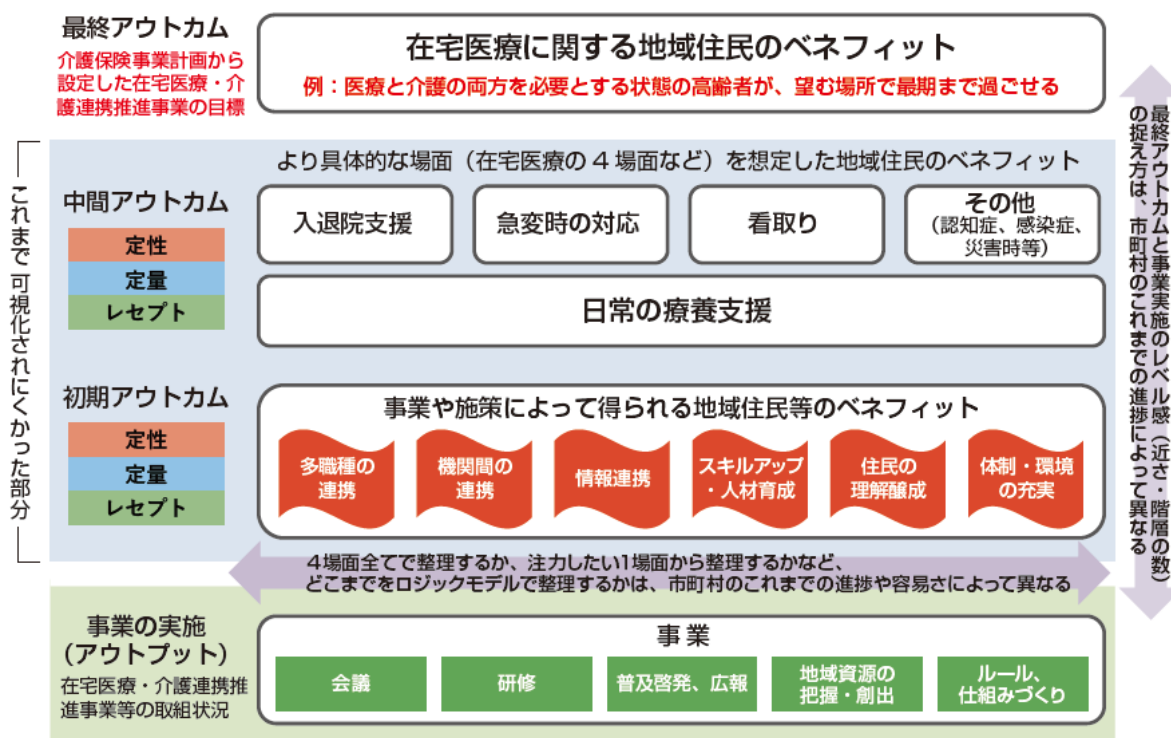 最終アウトカム
介護保険事業計画から
設定した在宅医療・介
護連携推進事業の目標
在宅医療に関する地域住民のベネフィット
例：医療と介護の両方を必要とする状態の高齢者が、望む場所で最期まで過ごせる
これまで可視化されにくかった部分
より具体的な場面（在宅医療の4場面など）を想定した地域住民のベネフィット
中間アウトカム
定性
定量
レセプト
入退院支援
急変時の対応
看取り
その他
(認知症、感染症、
災害時等)
日常の療養支援
初期アウトカム
定性
定量
レセプト
事業や施策によって得られる地域住民等のベネフィット
多職種の
連携
機関間の
連携
情報連携
スキルアップ
・人材育成
住民の
理解醸成
体制・環境
の充実
4場面全てで整理するか、注力したい1場面から整理するかなど、
どこまでをロジックモデルで整理するかは、市町村のこれまでの進捗や容易さによって異なる
最終アウトカムと事業実施のレベル感（近さ・階層の数）
の捉え方は、市町村のこれまでの進捗によって異なる
事業の実施
(アウトプット)
在宅医療・介護連携推
進事業等の取組状況
事業
会議
研修
普及啓発、広報
地域資源の
把握・創出
ルール、
仕組みづくり